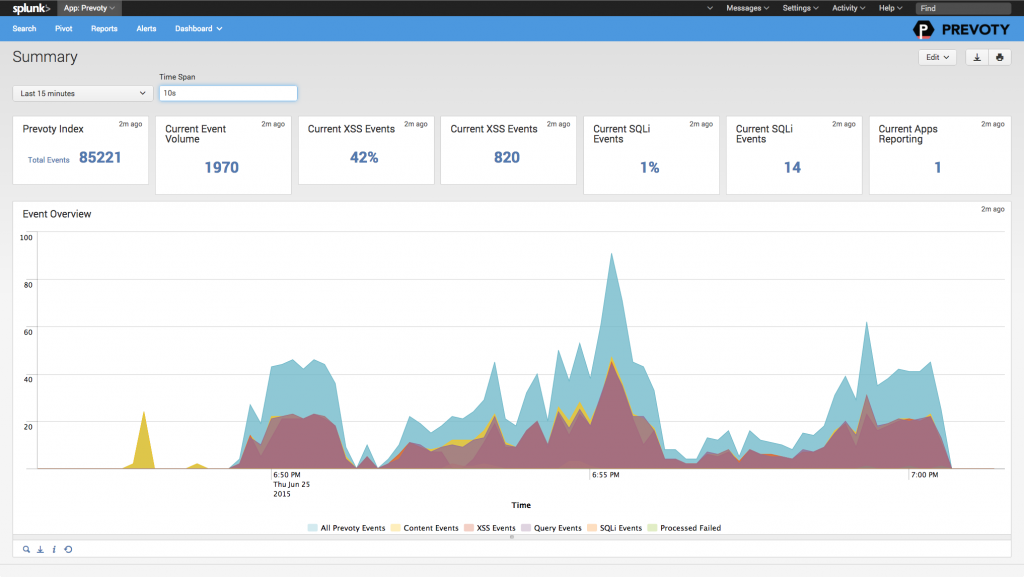 splunk> App: Prevoty Messages Settings Activity Help Find
Search Pivot Reports Alerts Dashboard PREVOTY
Summary
Edit
Time Span
Last 15 minutes 10s
Prevoty Index 2m ago
Total Events 85221
Current Event 2m ago
Volume
1970
Current XSS Events 2m ago
42%
Current XSS Events 2m ago
820
Current SQLi 2m ago
Events
1%
Current SQLi 2m ago
Events
14
Current Apps 2m ago
Reporting
1
Event Overview 2m ago
100
80
60
40
20
6:50 PM 6:55 PM 7:00 PM
Thu Jun 25
2015
Time
All Prevoty Events Content Events XSS Events Query Events SQLi Events Processed Failed